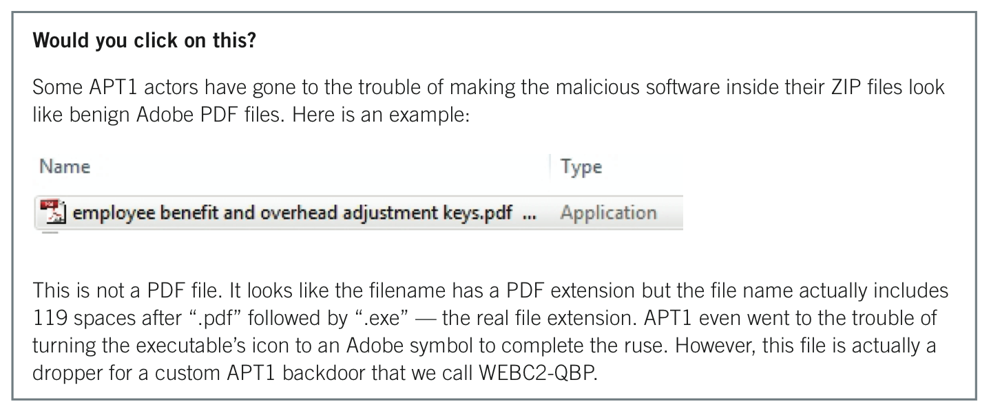 Would you click on this?
Some APT1 actors have gone to the trouble of making the malicious software inside their ZIP files look
like benign Adobe PDF files. Here is an example:
Name Type
employee benefit and overhead adjustment keys.pdf ... Application
This is not a PDF file. It looks like the filename has a PDF extension but the file name actually includes
119 spaces after “.pdf” followed by “.exe” — the real file extension. APT1 even went to the trouble of
turning the executable’s icon to an Adobe symbol to complete the ruse. However, this file is actually a
dropper for a custom APT1 backdoor that we call WEBC2-QBP.